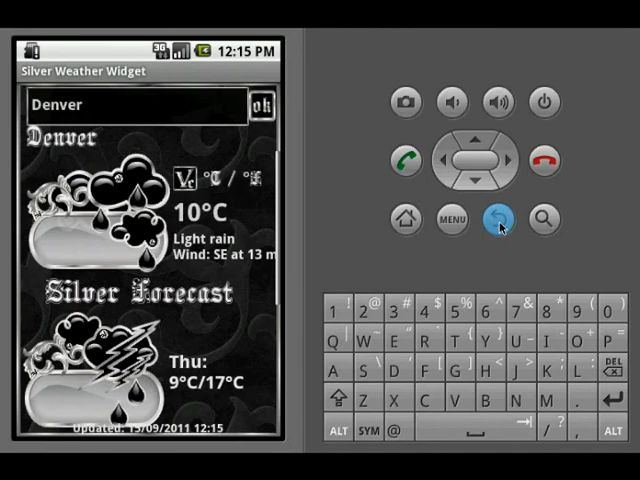 3G 12:15 PM
Silver Weather Widget
Denver ok
Denver
°C / °F
10°C
Light rain
Wind: SE at 13 m
Silver Forecast
Thu:
9°C/17°C
Updated: 15/09/2011 12:15
MENU
1 ! 2 @ 3 # 4 $ 5 % 6 ^ 7 & 8 * 9 ( 0 )
Q | W ~ E " R ` T { Y } U _ I - O + P =
A S \ D ' F [ G ] H < J > K ; L : DEL
Z X C V B N M .
ALT SYM @ / ? , ALT